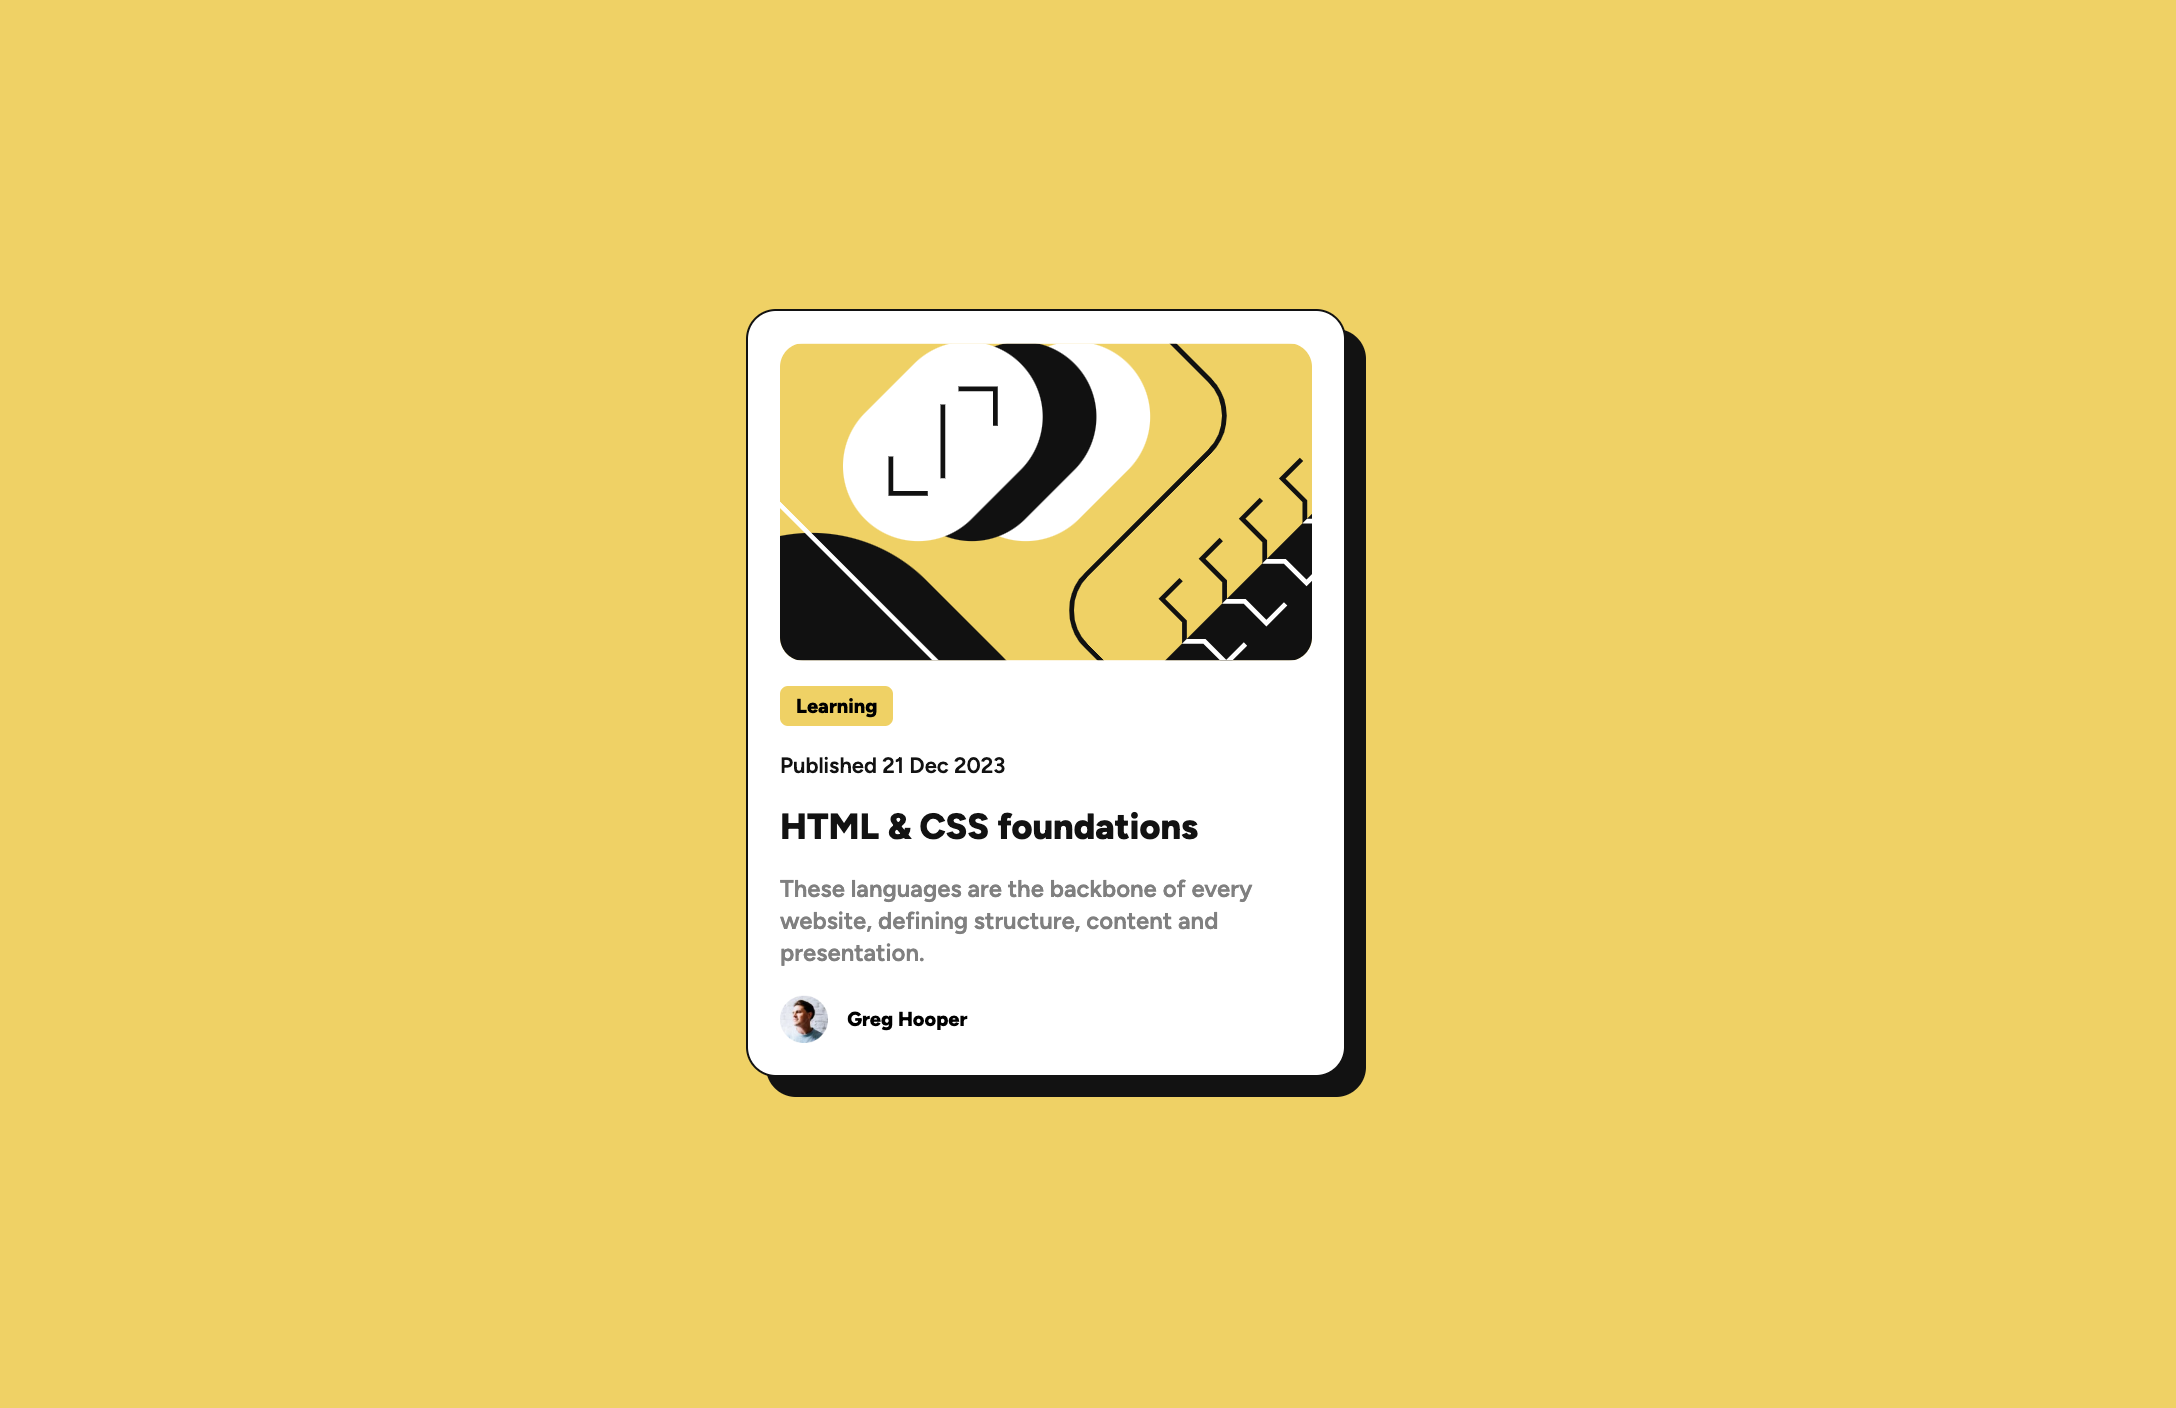 Learning
Published 21 Dec 2023
HTML & CSS foundations
These languages are the backbone of every
website, defining structure, content and
presentation.
Greg Hooper